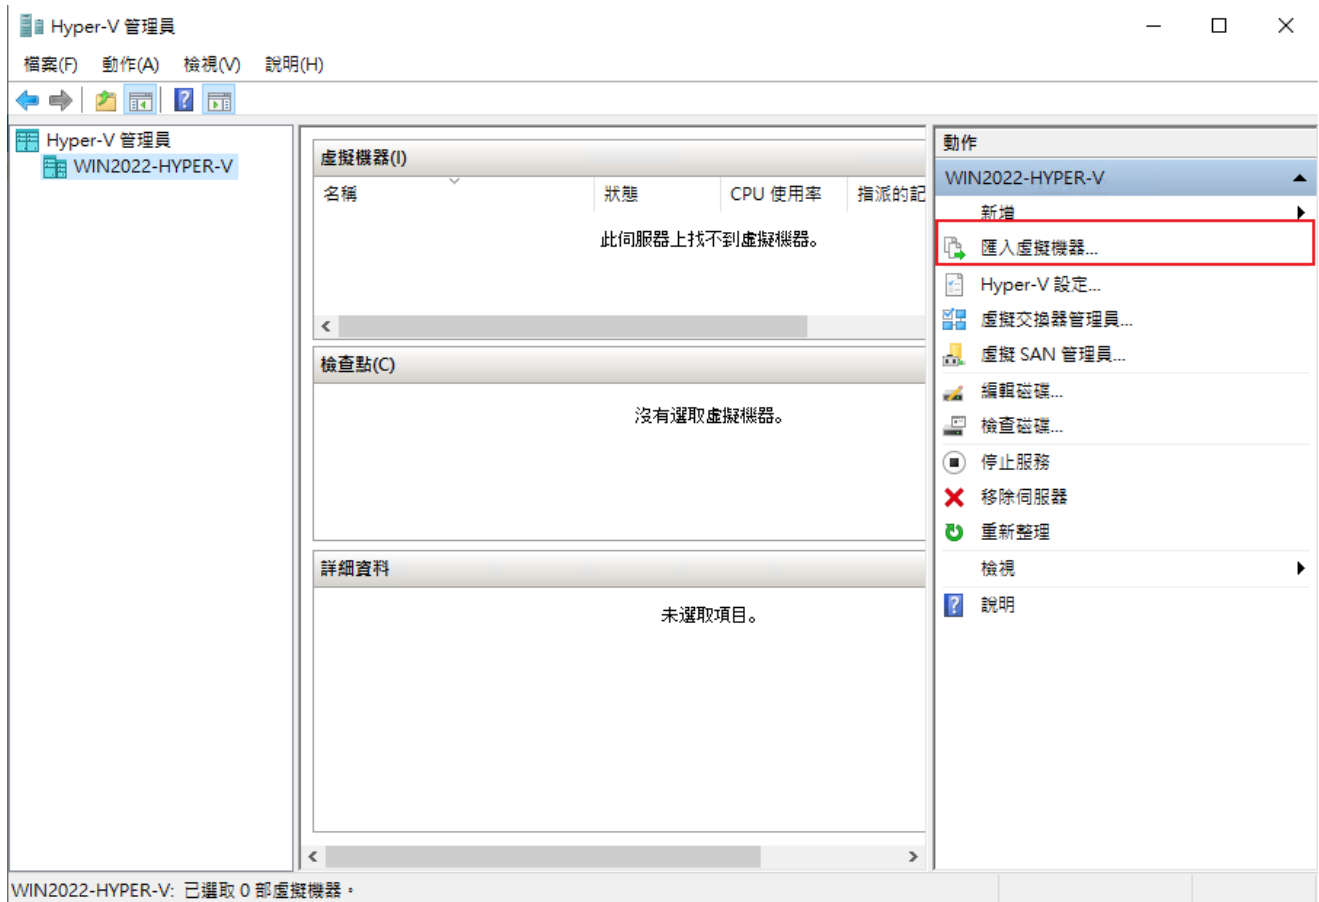 Hyper-V 管理員
檔案(F) 動作(A) 檢視(V) 說明(H)
Hyper-V 管理員
WIN2022-HYPER-V
虛擬機器(I)
名稱 狀態 CPU 使用率 指派的記
此伺服器上找不到虛擬機器。
檢查點(C)
沒有選取虛擬機器。
詳細資料
未選取項目。
動作
WIN2022-HYPER-V
新增
匯入虛擬機器...
Hyper-V 設定...
虛擬交換器管理員...
虛擬 SAN 管理員...
編輯磁碟...
檢查磁碟...
停止服務
移除伺服器
重新整理
檢視
說明
WIN2022-HYPER-V: 已選取 0 部虛擬機器。